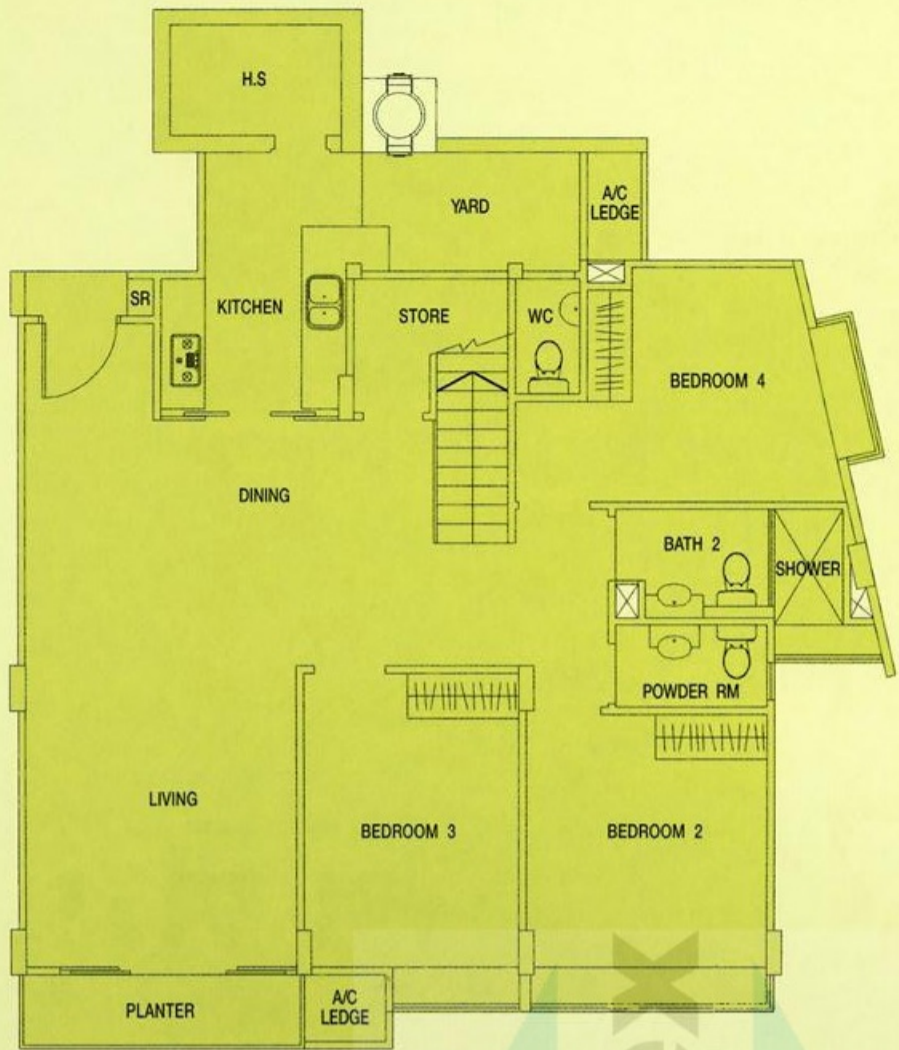 H.S
YARD
A/C
LEDGE
SR
KITCHEN
STORE
WC
BEDROOM 4
DINING
BATH 2
SHOWER
POWDER RM
LIVING
BEDROOM 3
BEDROOM 2
PLANTER
A/C
LEDGE